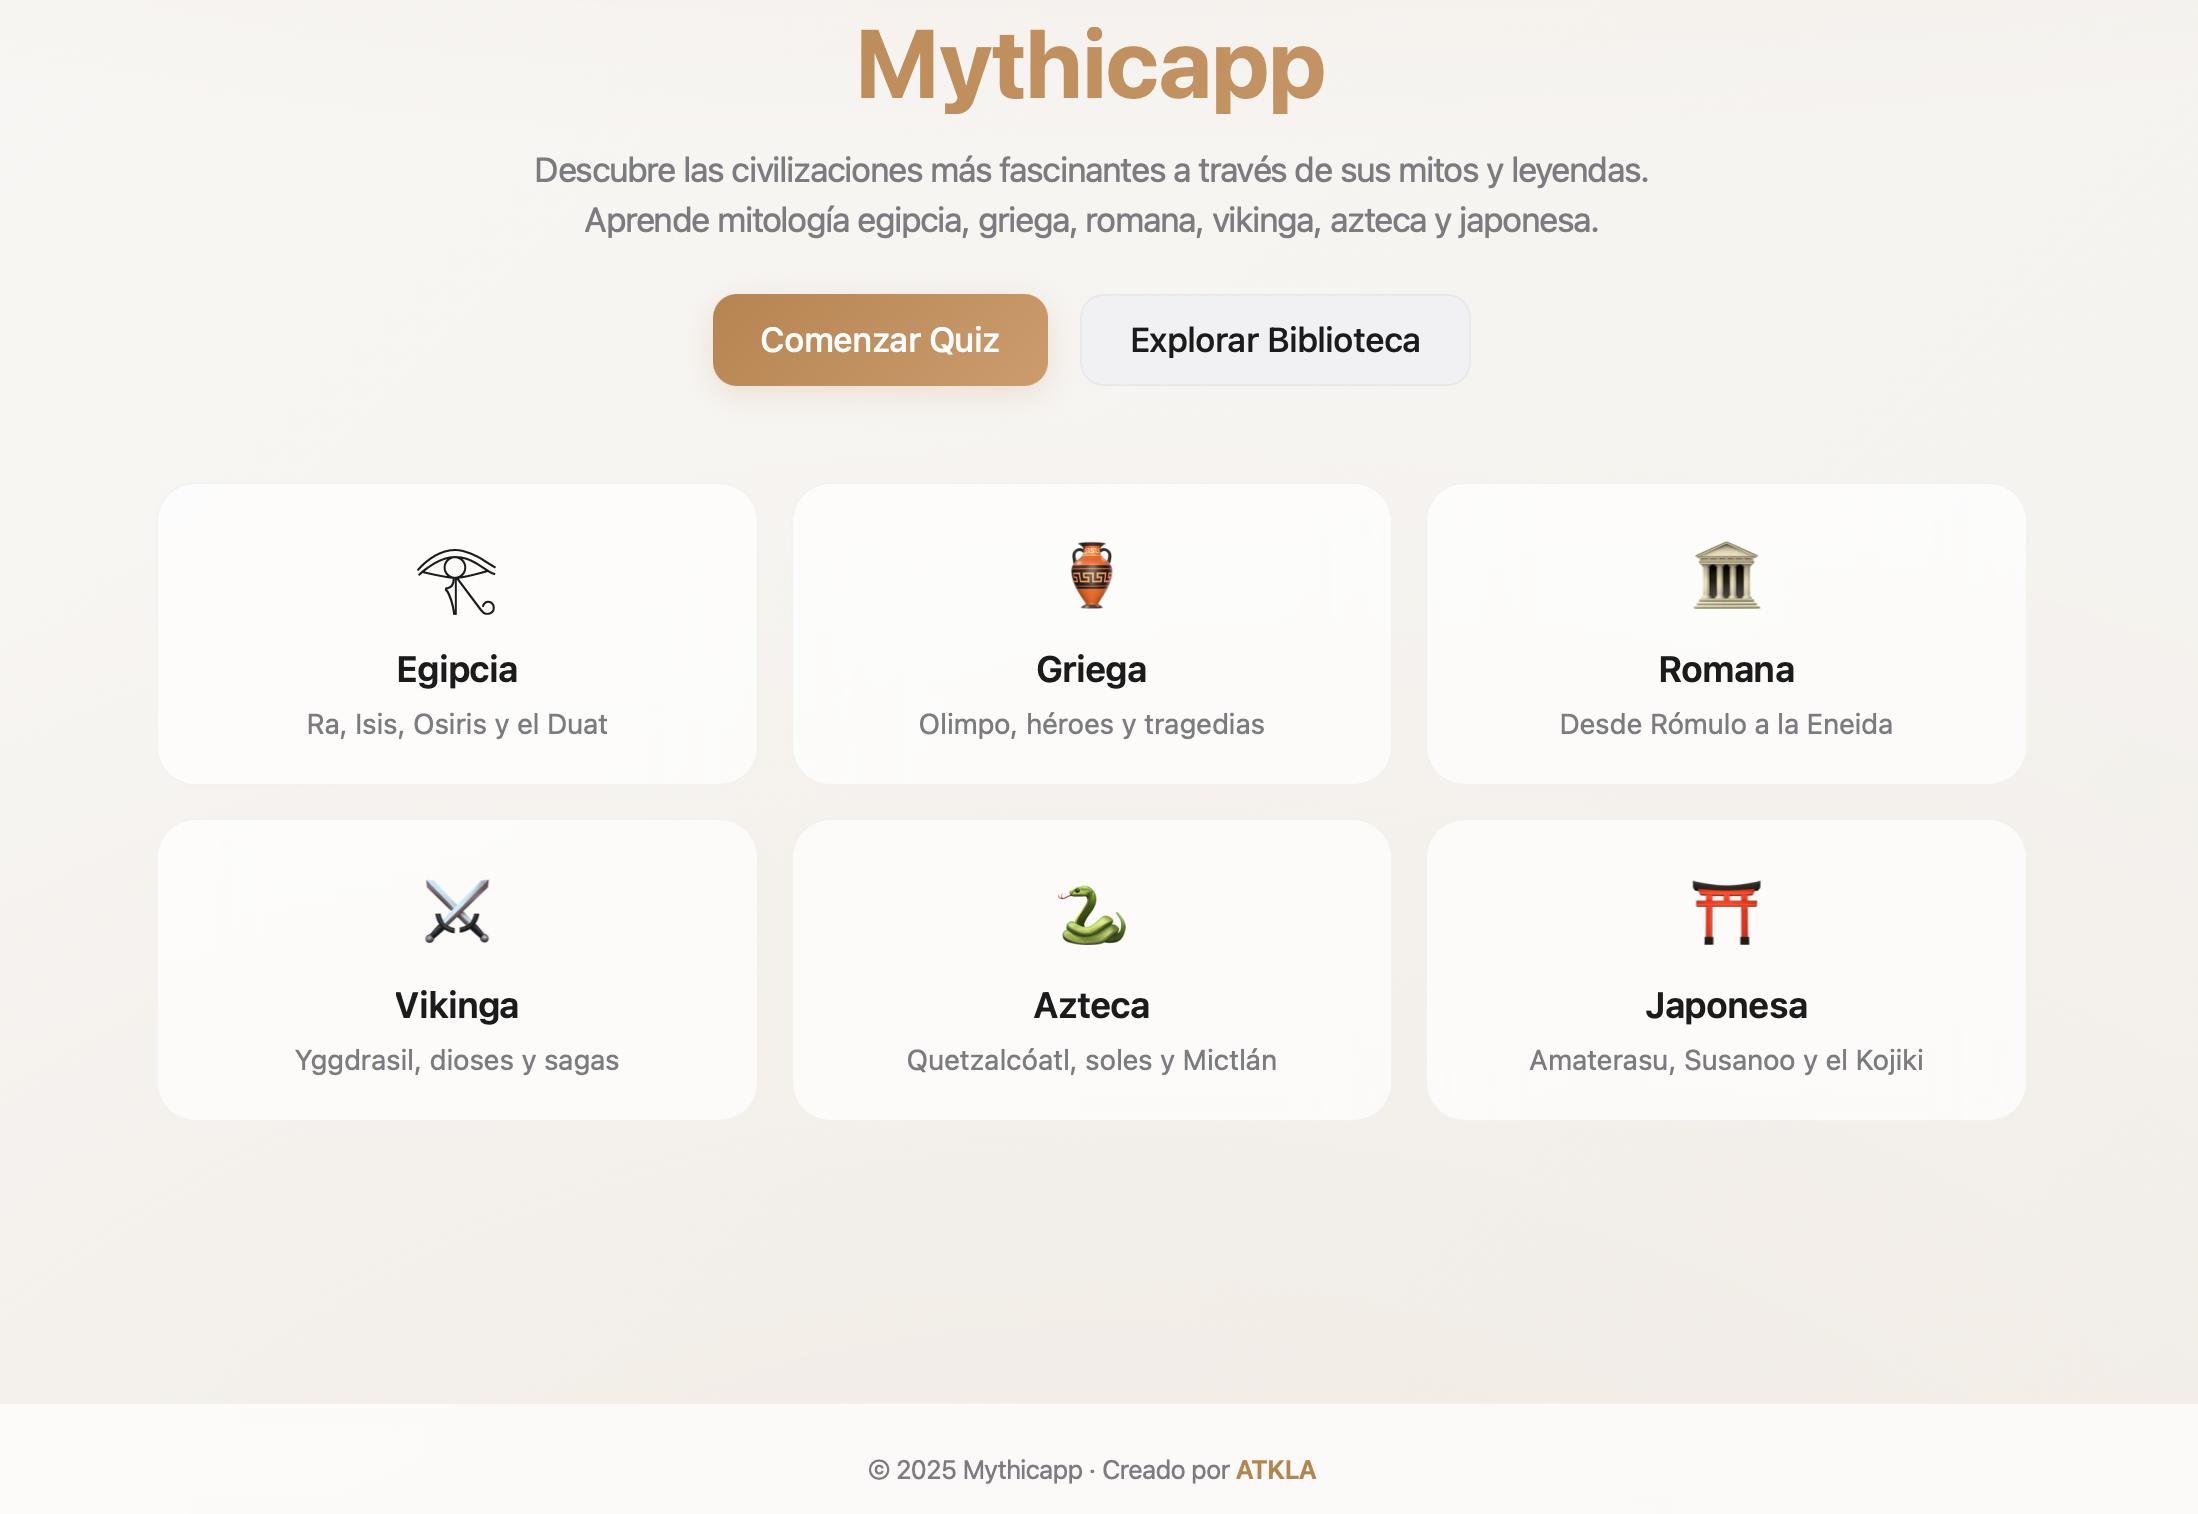 Mythicapp
Descubre las civilizaciones más fascinantes a través de sus mitos y leyendas.
Aprende mitología egipcia, griega, romana, vikinga, azteca y japonesa.
Comenzar Quiz
Explorar Biblioteca
Egipcia
Ra, Isis, Osiris y el Duat
Griega
Olimpo, héroes y tragedias
Romana
Desde Rómulo a la Eneida
Vikinga
Yggdrasil, dioses y sagas
Azteca
Quetzalcóatl, soles y Mictlán
Japonesa
Amaterasu, Susanoo y el Kojiki
© 2025 Mythicapp · Creado por ATKLA